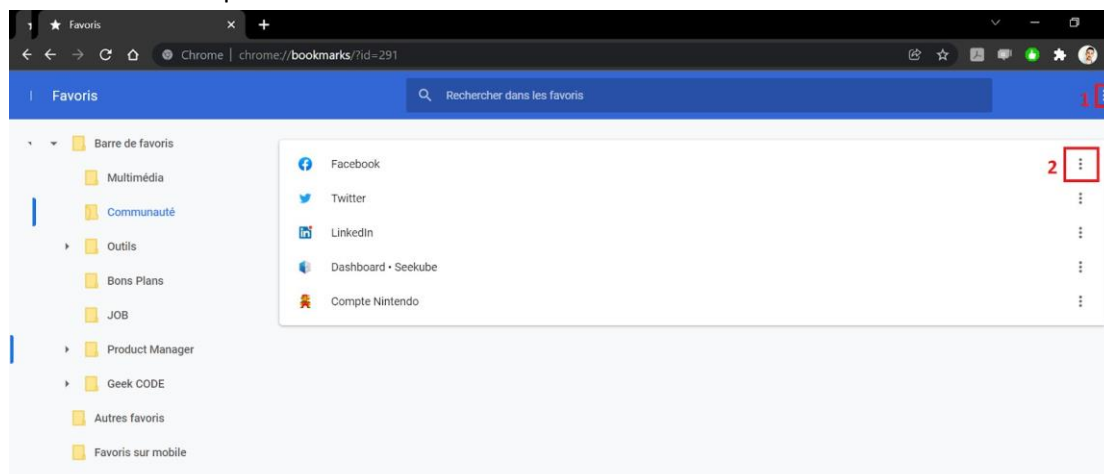 Favoris
Chrome | chrome://bookmarks/?id=291
Favoris
Rechercher dans les favoris
1
Barre de favoris
Multimédia
Communauté
Outils
Bons Plans
JOB
Product Manager
Geek CODE
Autres favoris
Favoris sur mobile
Facebook
2
Twitter
LinkedIn
Dashboard • Seekube
Compte Nintendo